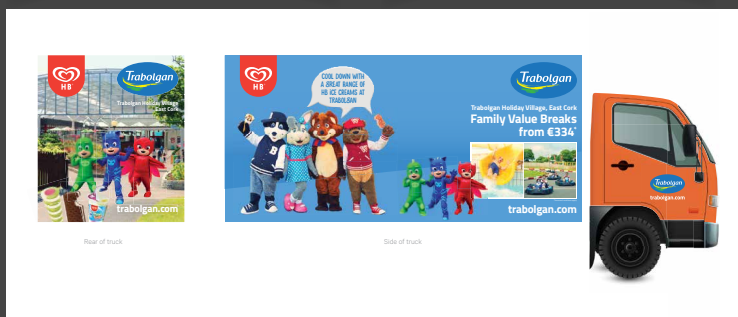 HB
Trabolgan
Trabolgan Holiday Village
East Cork
trabolgan.com
Rear of truck
HB
COOL DOWN WITH
A GREAT RANGE OF
HB ICE CREAMS AT
TRABOLGAN
Trabolgan
Trabolgan Holiday Village, East Cork
Family Value Breaks
from €334*
trabolgan.com
B
Side of truck
Trabolgan
trabolgan.com